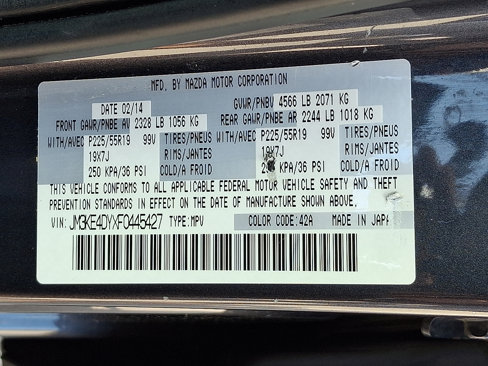 MFD. BY MAZDA MOTOR CORPORATION
DATE 02/14 GVWR/PNBV 4566 LB 2071 KG
FRONT GAWR/PNBE AV 2328 LB 1056 KG REAR GAWR/PNBE AR 2244 LB 1018 KG
WITH/AVEC P225/55R19 99V TIRES/PNEUS WITH/AVEC P225/55R19 99V TIRES/PNEUS
19X7J RIMS/JANTES 19X7J RIMS/JANTES
250 KPA/36 PSI COLD/A FROID KPA/36 PSI COLD/A FROID
THIS VEHICLE CONFORMS TO ALL APPLICABLE FEDERAL MOTOR VEHICLE SAFETY AND THEFT
PREVENTION STANDARDS IN EFFECT ON THE DATE OF MANUFACTURE SHOWN ABOVE.
VIN: JM3KE4DYXF0445427 TYPE:MPV COLOR CODE:42A MADE IN JAPA